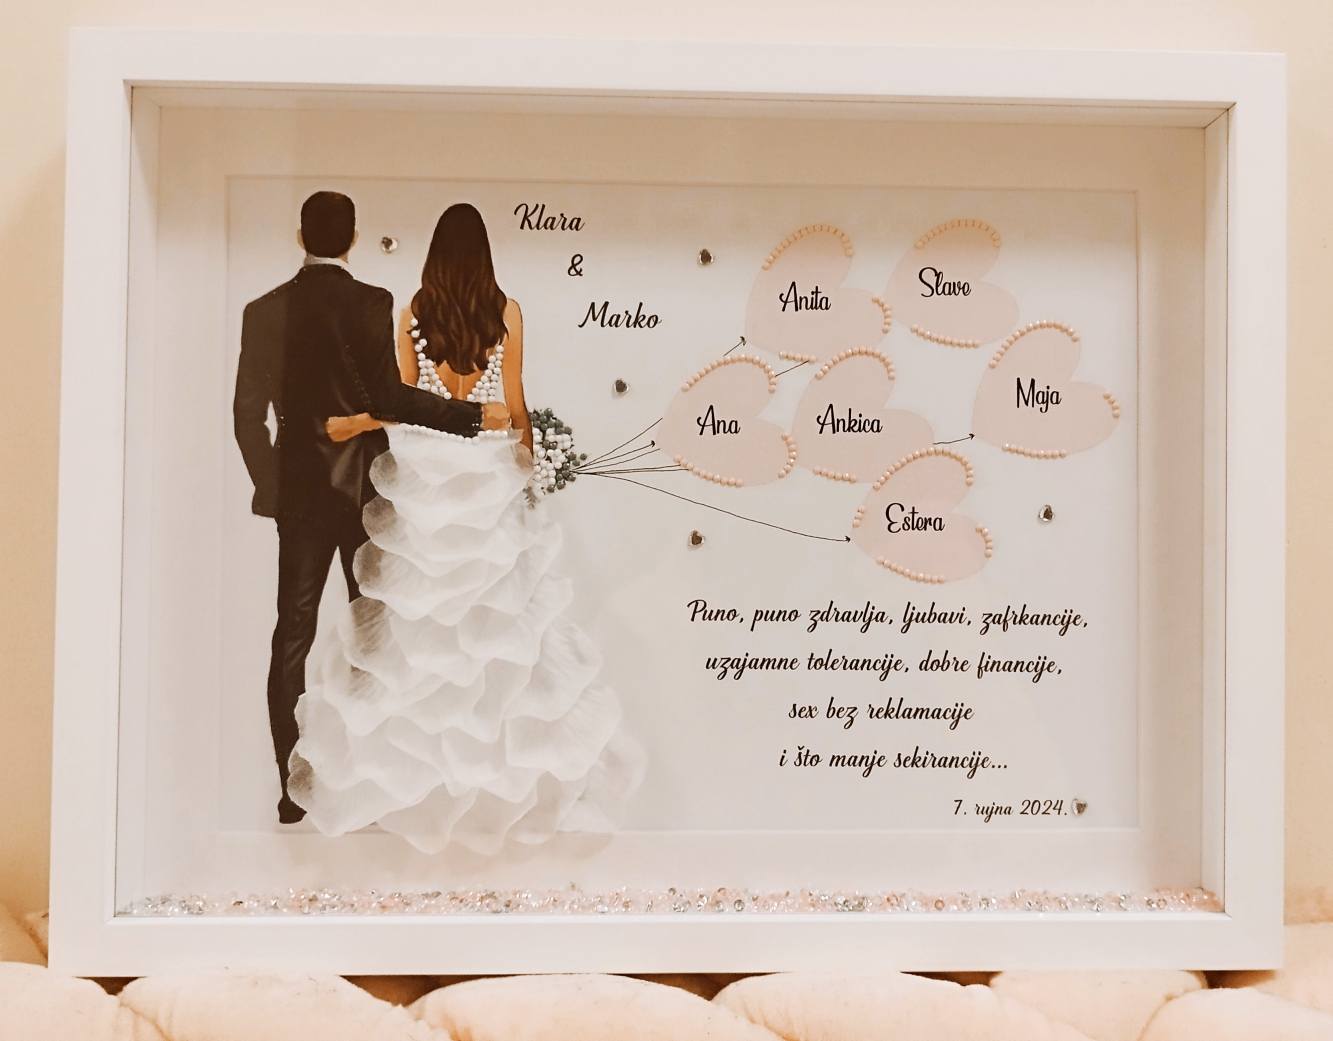 Klara
&
Marko
Anita
Slave
Maja
Ana
Ankica
Estera
Puno, puno zdravlja, ljubavi, zafrkancije,
uzajamne tolerancije, dobre financije,
sex bez reklamacije
i što manje sekirancije...
7. rujna 2024.